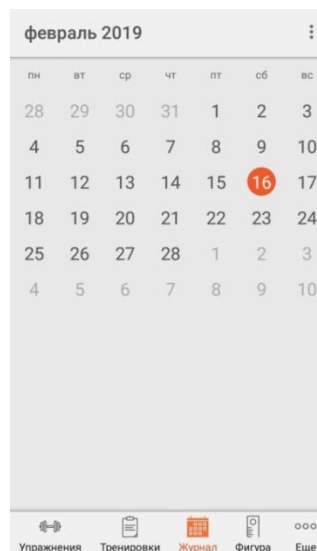 февраль 2019
пн вт ср чт пт сб вс
28 29 30 31 1 2 3
4 5 6 7 8 9 10
11 12 13 14 15 16 17
18 19 20 21 22 23 24
25 26 27 28 1 2 3
4 5 6 7 8 9 10
Упражнения Тренировки Журнал Фигура Еще